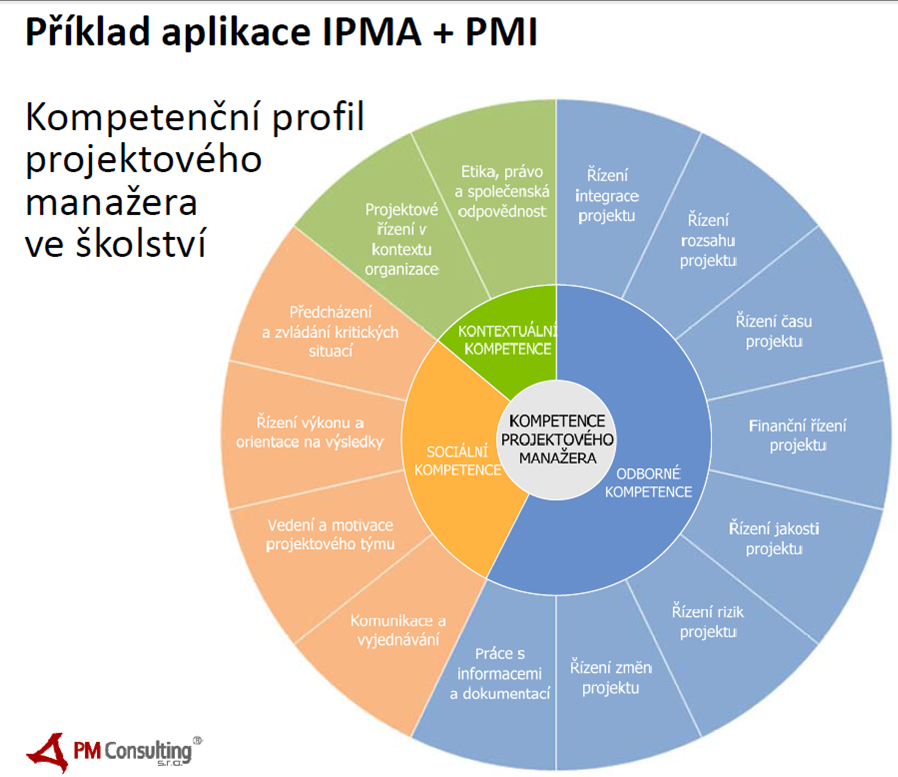 Příklad aplikace IPMA + PMI
Kompetenční profil
projektového
manažera
ve školství
Etika, právo
a společenská
odpovědnost
Řízení
integrace
projektu
Projektové
řízení v
kontextu
organizace
Řízení
rozsahu
projektu
Předcházení
a zvládání kritických
situací
KONTEXTUÁLNÍ
KOMPETENCE
Řízení času
projektu
Řízení výkonu a
orientace na výsledky
KOMPETENCE
PROJEKTOVÉHO
MANAŽERA
Finanční řízení
projektu
SOCIÁLNÍ
KOMPETENCE
ODBORNÉ
KOMPETENCE
Vedení a motivace
projektového týmu
Řízení jakosti
projektu
Komunikace a
vyjednávání
Řízení rizik
projektu
Práce s
informacemi
a dokumentací
Řízení změn
projektu
PM Consulting®
s.r.o.